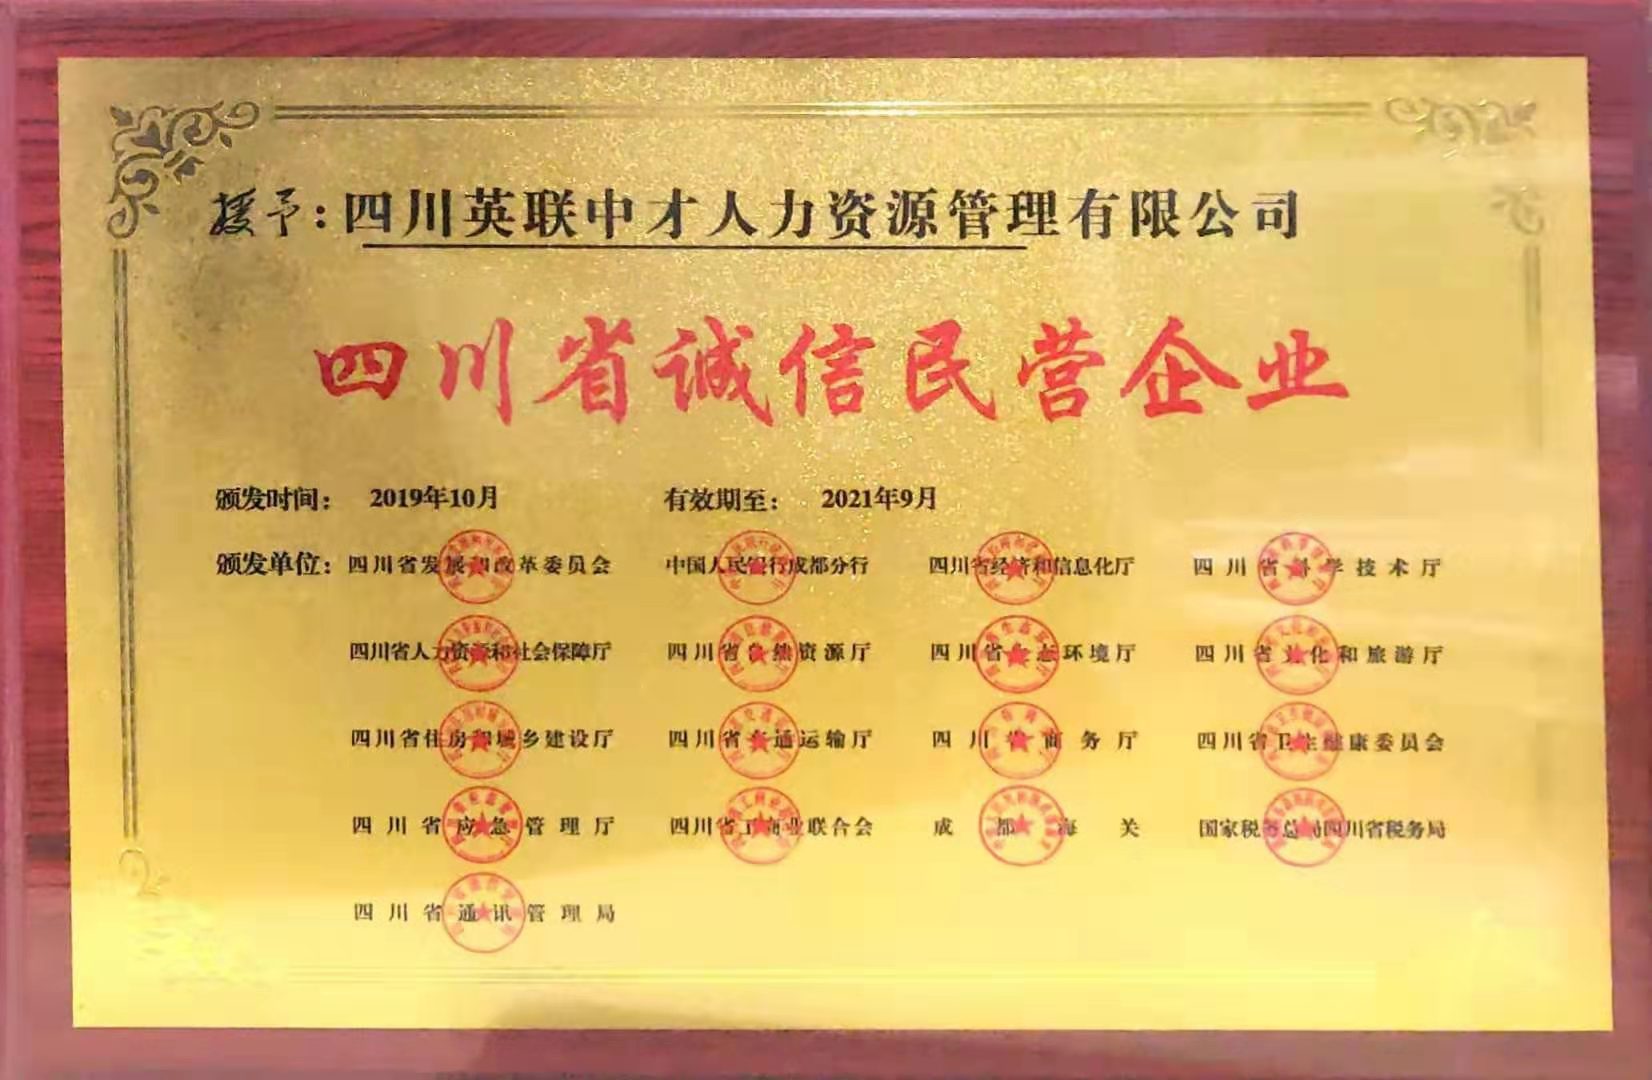 授予:四川英联中才人力资源管理有限公司
四川省诚信民营企业
颁发时间: 2019年10月 有效期至: 2021年9月
颁发单位: 四川省发展和改革委员会 中国人民银行成都分行 四川省经济和信息化厅 四川省科学技术厅
四川省人力资源和社会保障厅 四川省自然资源厅 四川省生态环境厅 四川省文化和旅游厅
四川省住房和城乡建设厅 四川省交通运输厅 四川省商务厅 四川省卫生健康委员会
四川省应急管理厅 四川省工商业联合会 成都海关 国家税务总局四川省税务局
四川省通讯管理局